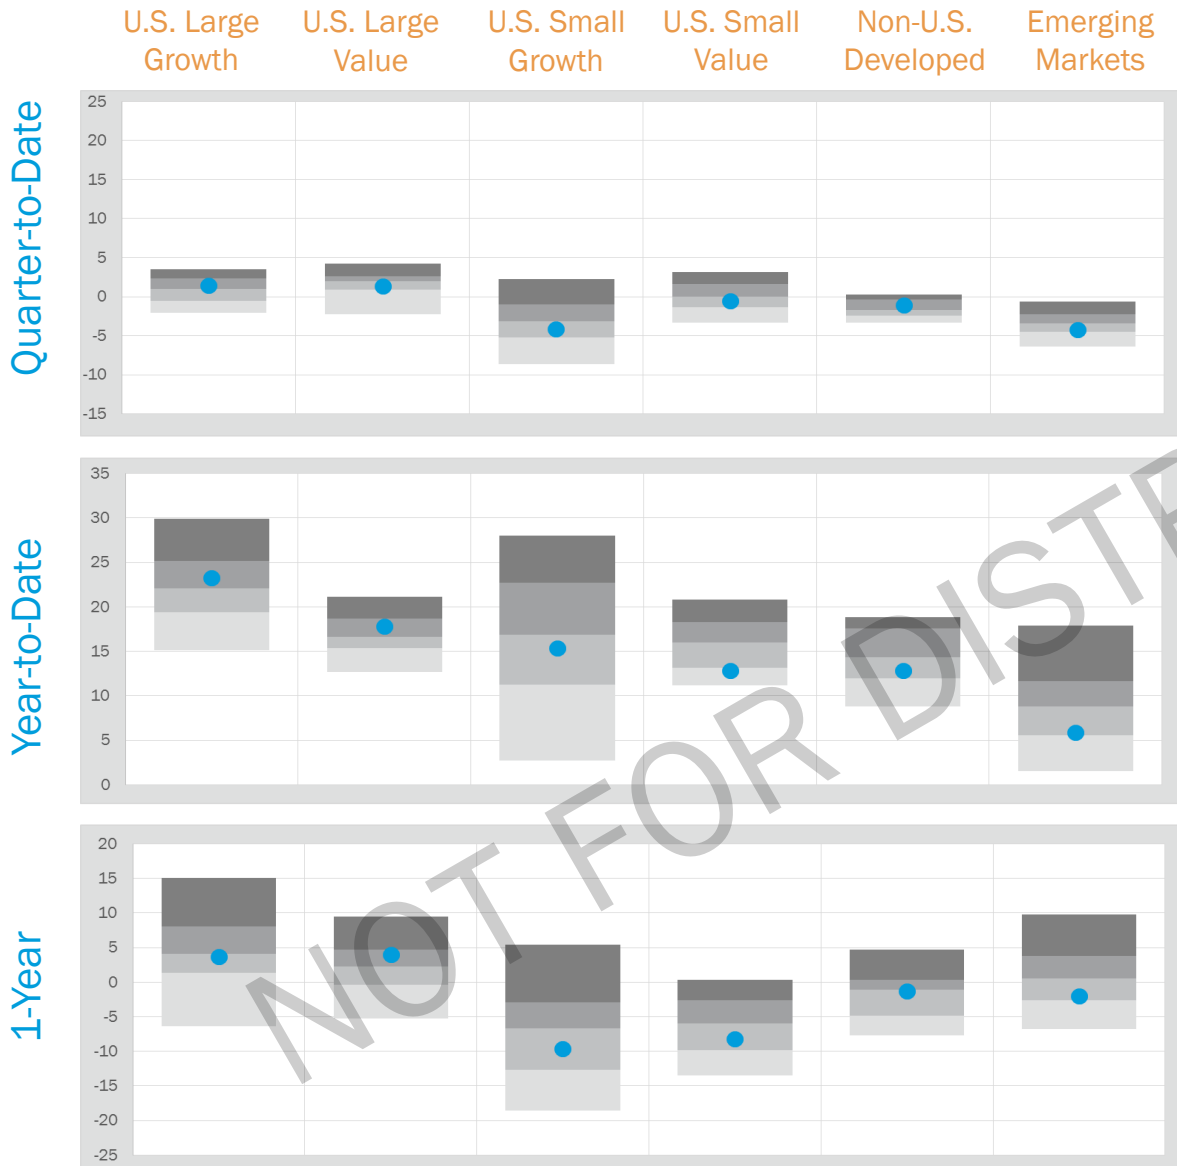 U.S. Large Growth
U.S. Large Value
U.S. Small Growth
U.S. Small Value
Non-U.S. Developed
Emerging Markets
Quarter-to-Date
25
20
15
10
5
0
-5
-10
-15
Year-to-Date
35
30
25
20
15
10
5
0
1-Year
20
15
10
5
0
-5
-10
-15
-20
-25
NOT FOR